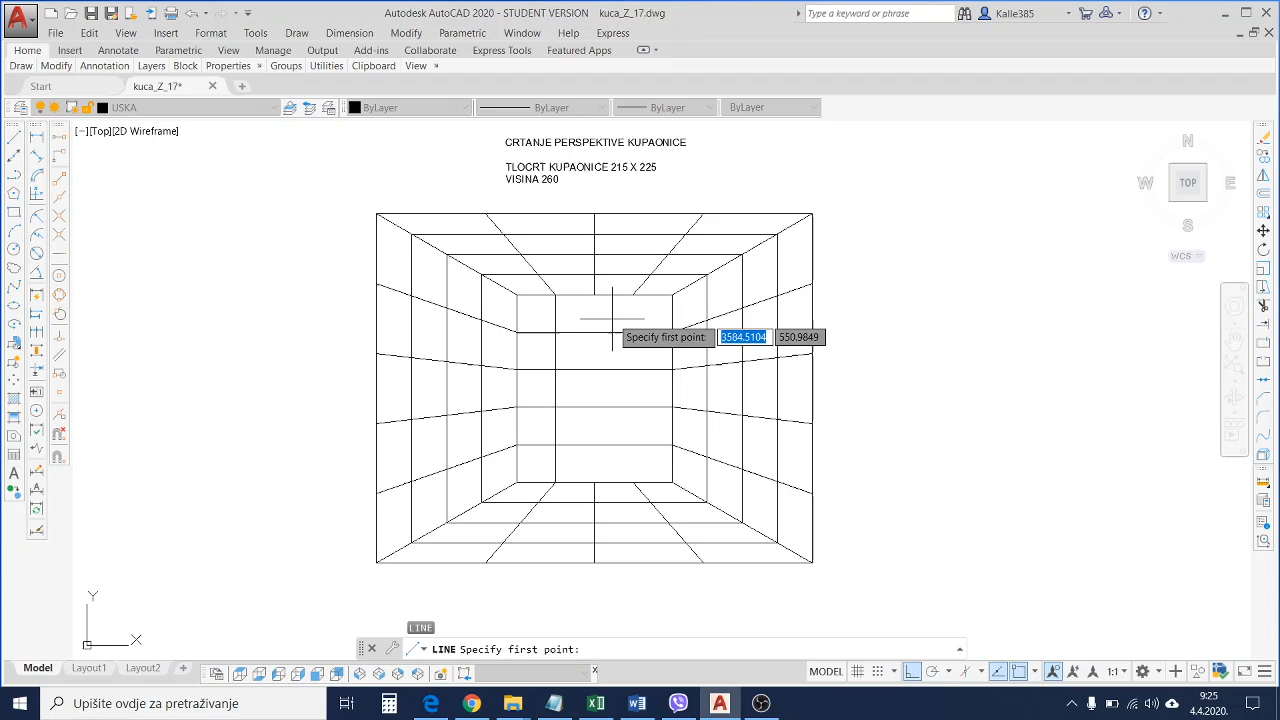 Autodesk AutoCAD 2020 - STUDENT VERSION kuca_Z_17.dwg
Type a keyword or phrase
Kalle385
File Edit View Insert Format Tools Draw Dimension Modify Parametric Window Help Express
Home Insert Annotate Parametric View Manage Output Add-ins Collaborate Express Tools Featured Apps
Draw Modify Annotation Layers Block Properties Groups Utilities Clipboard View
Start
kuca_Z_17*
USKA
ByLayer
ByLayer
ByLayer
ByLayer
[−][Top][2D Wireframe]
CRTANJE PERSPEKTIVE KUPAONICE
TLOCRT KUPAONICE 215 X 225
VISINA 260
N
W
TOP
E
S
WCS
Specify first point:
3584.5104
550.9849
Y
X
LINE
LINE Specify first point:
Model
Layout1
Layout2
MODEL
1:1
Upišite ovdje za pretraživanje
9:25
4.4.2020.